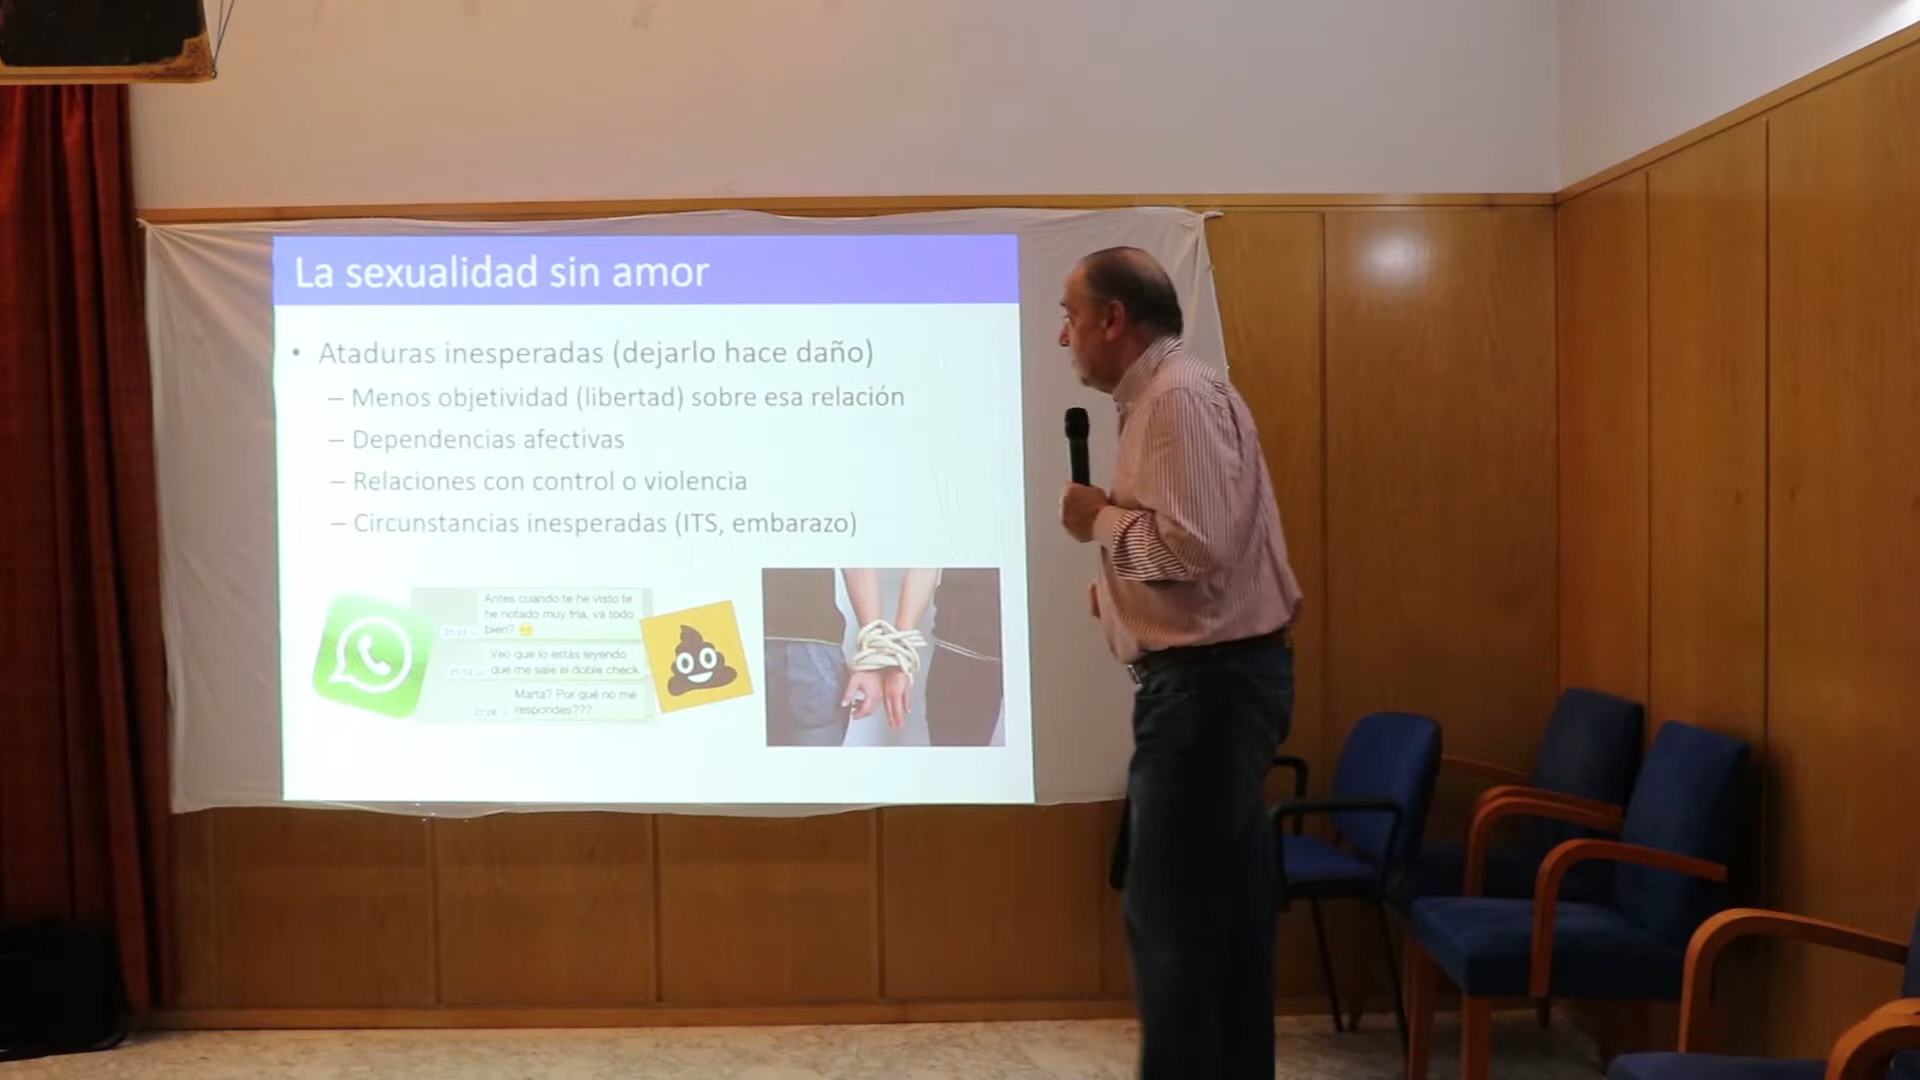 La sexualidad sin amor
• Ataduras inesperadas (dejarlo hace daño)
– Menos objetividad (libertad) sobre esa relación
– Dependencias afectivas
– Relaciones con control o violencia
– Circunstancias inesperadas (ITS, embarazo)
Antes cuando te he visto te
he notado muy fría, va todo
bien?
Veo que lo estás leyendo
que me sale el doble check
Marta? Por qué no me
respondes???